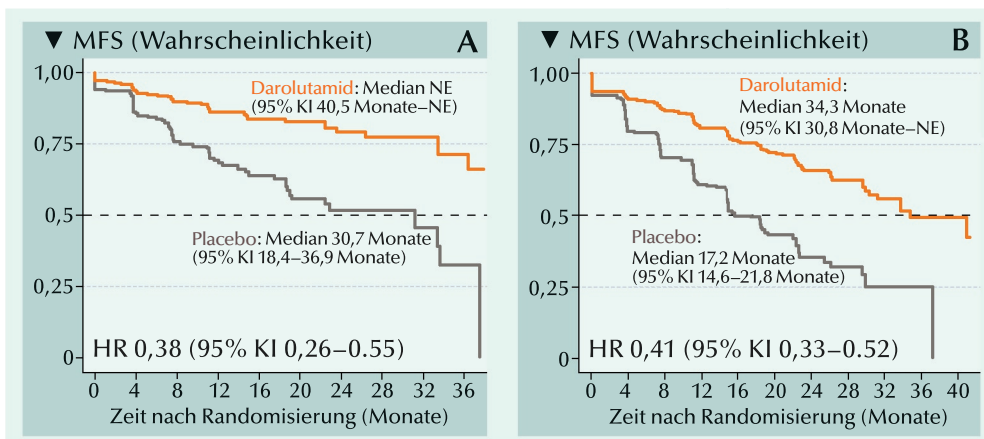 ▼ MFS (Wahrscheinlichkeit) A
1,00
0,75
0,5
0,25
0
Darolutamid: Median NE
(95% KI 40,5 Monate–NE)
Placebo: Median 30,7 Monate
(95% KI 18,4–36,9 Monate)
HR 0,38 (95% KI 0,26–0.55)
0 4 8 12 16 20 24 28 32 36
Zeit nach Randomisierung (Monate)
▼ MFS (Wahrscheinlichkeit) B
1,00
0,75
0,5
0,25
0
Darolutamid:
Median 34,3 Monate
(95% KI 30,8 Monate–NE)
Placebo:
Median 17,2 Monate
(95% KI 14,6–21,8 Monate)
HR 0,41 (95% KI 0,33–0.52)
0 4 8 12 16 20 24 28 32 36 40
Zeit nach Randomisierung (Monate)